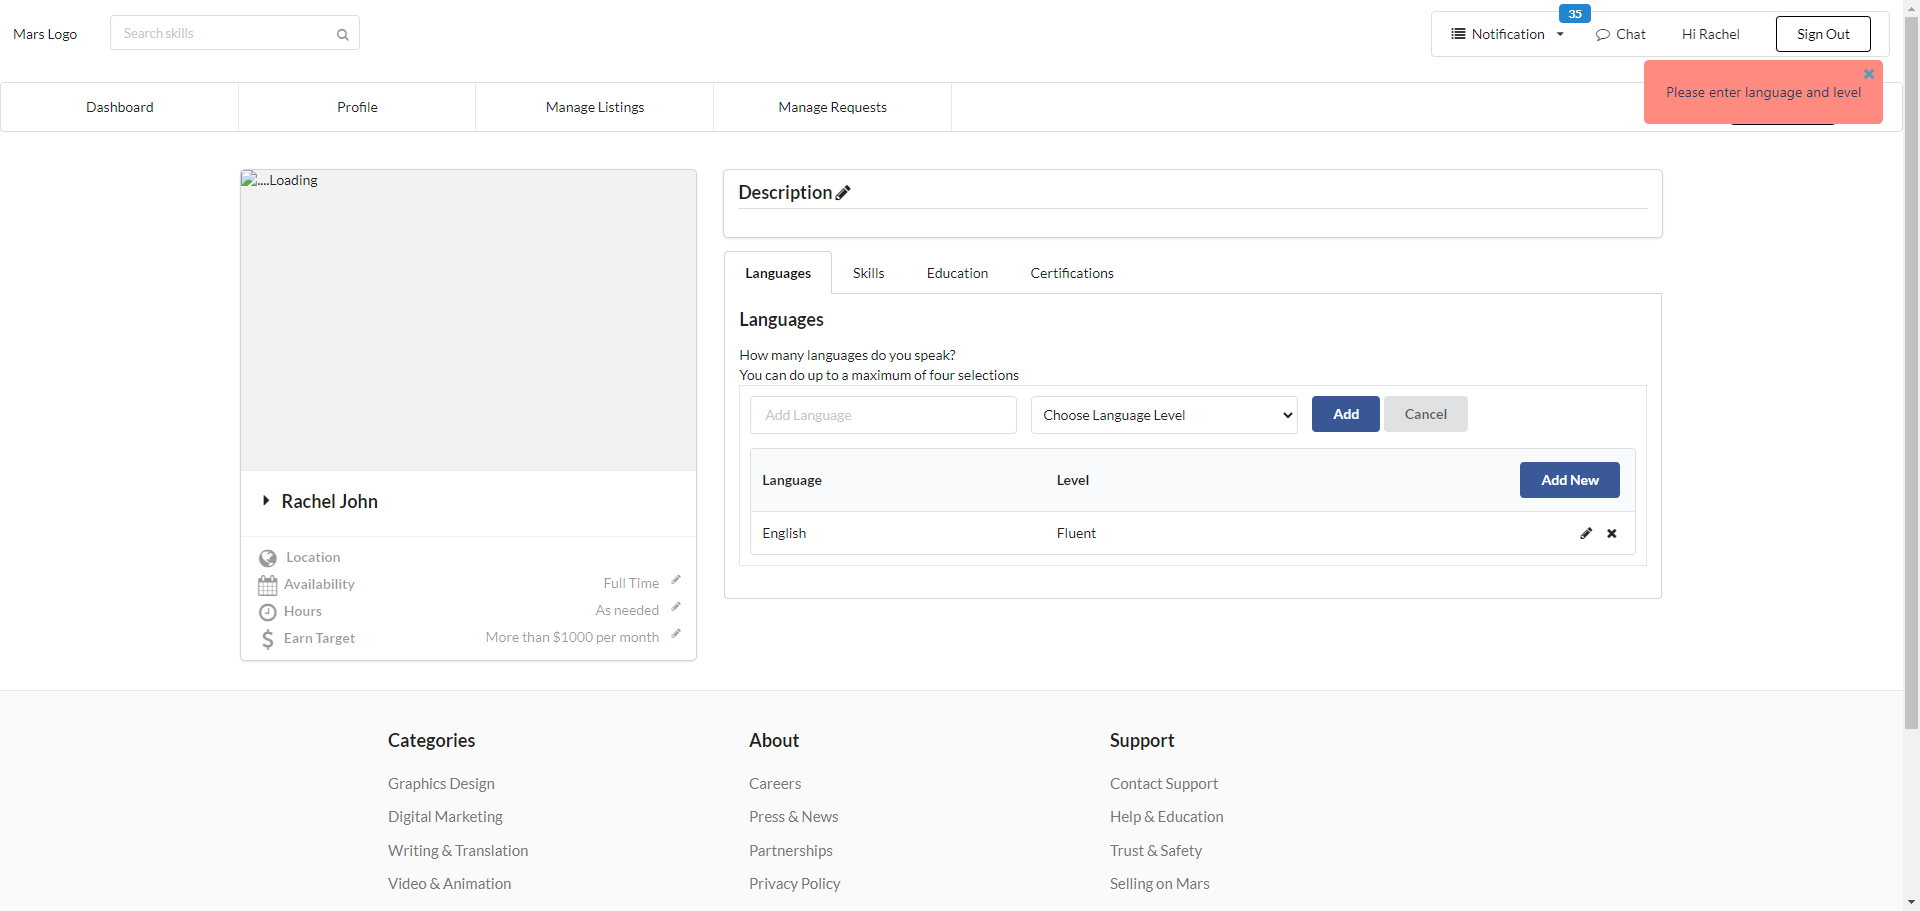 Mars Logo
Search skills
35
Notification
Chat
Hi Rachel
Sign Out
Please enter language and level
Dashboard
Profile
Manage Listings
Manage Requests
....Loading
Rachel John
Location
Availability
Full Time
Hours
As needed
Earn Target
More than $1000 per month
Description
Languages
Skills
Education
Certifications
Languages
How many languages do you speak?
You can do up to a maximum of four selections
Add Language
Choose Language Level
Add
Cancel
Language
Level
Add New
English
Fluent
Categories
Graphics Design
Digital Marketing
Writing & Translation
Video & Animation
About
Careers
Press & News
Partnerships
Privacy Policy
Support
Contact Support
Help & Education
Trust & Safety
Selling on Mars